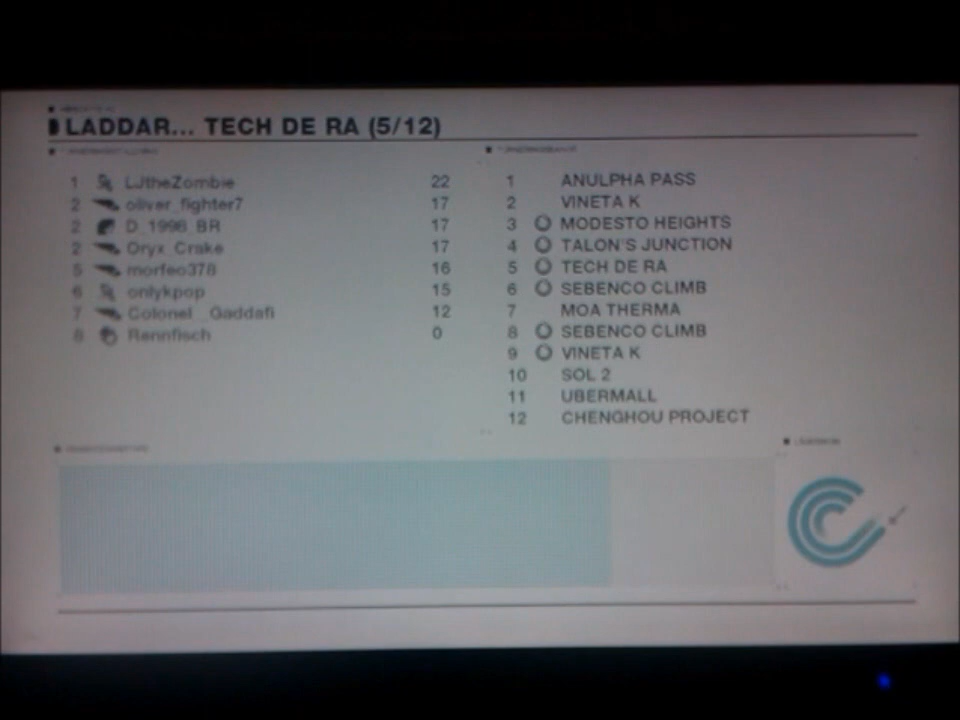 LADDAR... TECH DE RA (5/12)
1 LJtheZombie 22
2 oliver_fighter7 17
2 D_1996_BR 17
2 Oryx_Crake 17
5 morfeo378 16
6 onlykpop 15
7 Colonel__Gaddafi 12
8 Rennfisch 0
1 ANULPHA PASS
2 VINETA K
3 MODESTO HEIGHTS
4 TALON'S JUNCTION
5 TECH DE RA
6 SEBENCO CLIMB
7 MOA THERMA
8 SEBENCO CLIMB
9 VINETA K
10 SOL 2
11 UBERMALL
12 CHENGHOU PROJECT